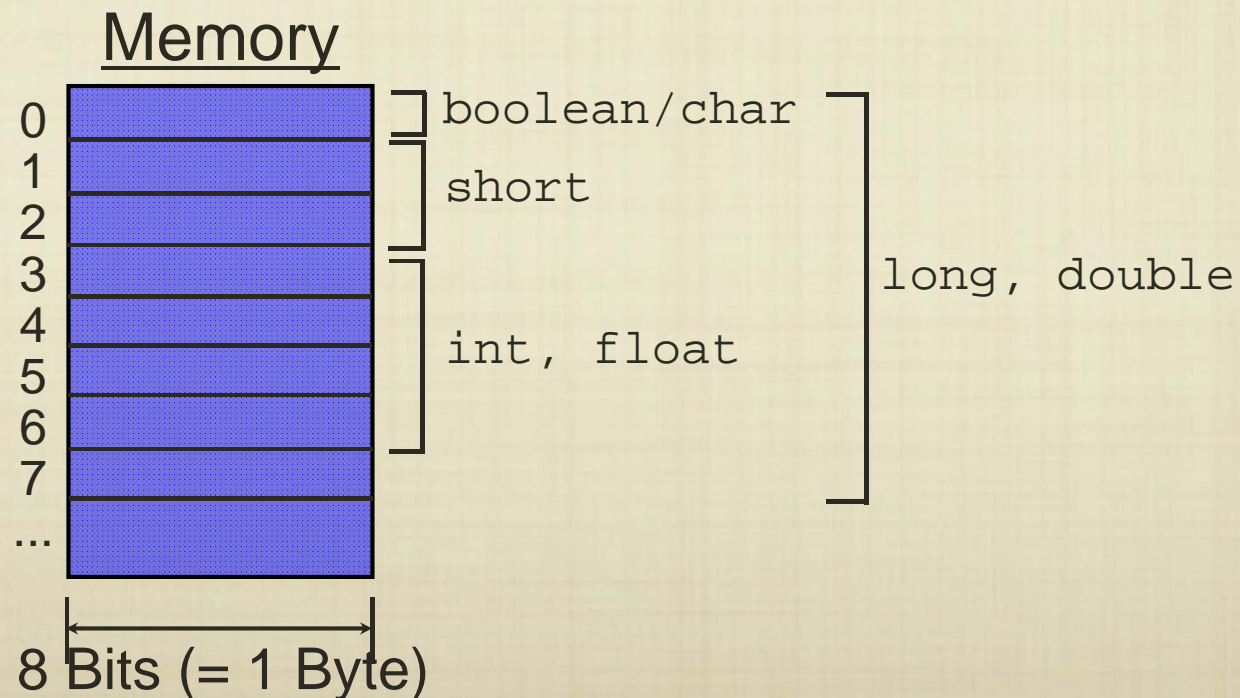 Memory
0
1
2
3
4
5
6
7
...
boolean/char
short
int, float
long, double
8 Bits (= 1 Byte)